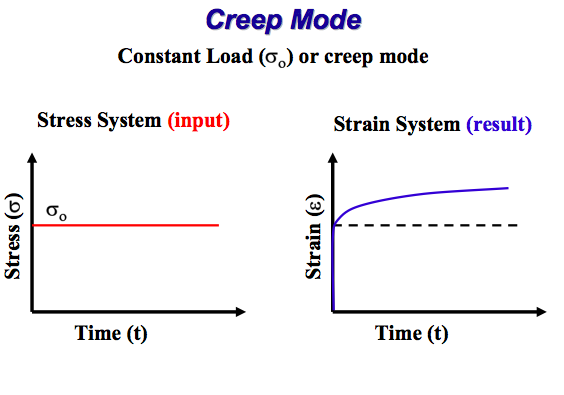 Creep Mode
Constant Load (σo) or creep mode
Stress System (input)
Strain System (result)
σo
Stress (σ)
Time (t)
Strain (ε)
Time (t)